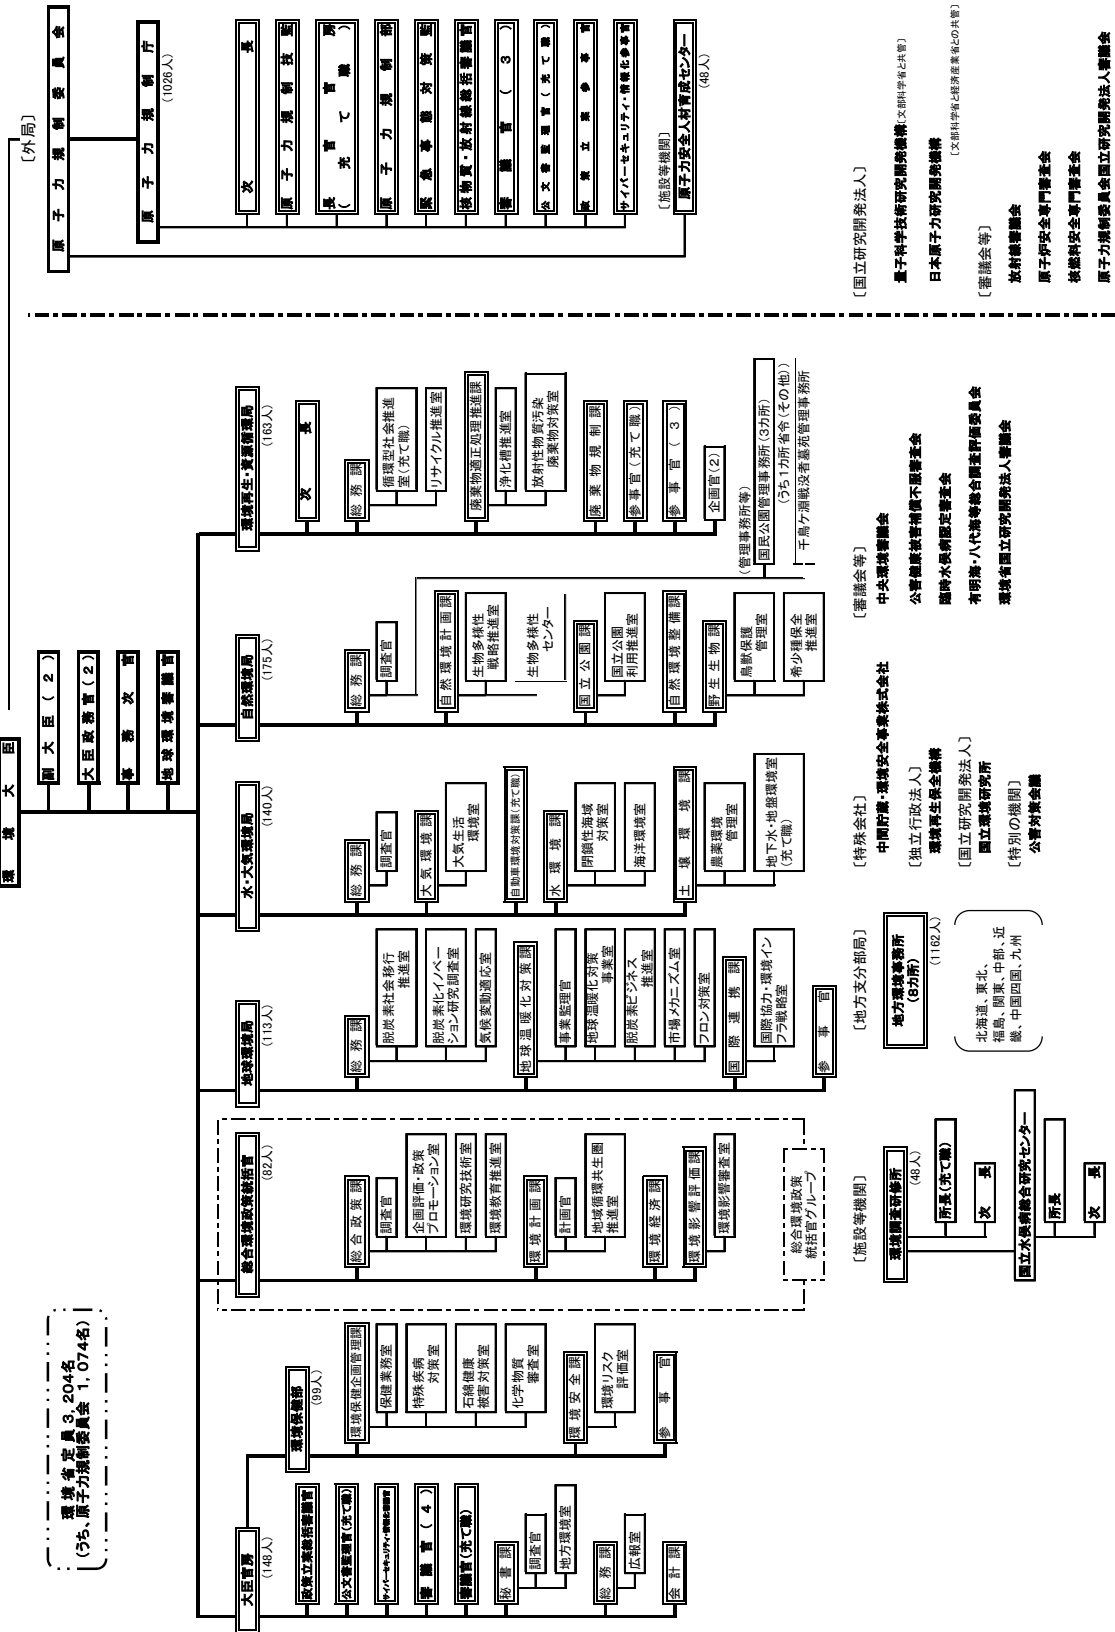 環境省定員3,204名
(うち、原子力規制委員会 1,074名)
環境大臣
副大臣(2)
大臣政務官(2)
事務次官
地球環境審議官
大臣官房
(148人)
政策立案総括審議官
公文書監理官(充て職)
サイバーセキュリティ・情報化審議官
審議官(4)
審議官(充て職)
秘書課
調査官
地方環境室
総務課
広報室
会計課
環境保健部
(99人)
環境保健企画管理課
保健業務室
特殊疾病
対策室
石綿健康
被害対策室
化学物質
審査室
環境安全課
環境リスク
評価室
参事官
総合環境政策統括官
(82人)
総合政策課
調査官
企画評価・政策
プロモーション室
環境研究技術室
環境教育推進室
環境計画課
計画官
地域循環共生圏
推進室
環境経済課
環境影響評価課
環境影響審査室
総合環境政策
統括官グループ
地球環境局
(113人)
総務課
脱炭素社会移行
推進室
脱炭素化イノベー
ション研究調査室
気候変動適応室
地球温暖化対策課
事業監理官
地球温暖化対策
事業室
脱炭素ビジネス
推進室
市場メカニズム室
フロン対策室
国際連携課
国際協力・環境イン
フラ戦略室
参事官
水・大気環境局
(140人)
総務課
調査官
大気環境課
大気生活
環境室
自動車環境対策課(充て職)
水環境課
閉鎖性海域
対策室
海洋環境室
土壌環境課
農薬環境
管理室
地下水・地盤環境室
(充て職)
自然環境局
(175人)
総務課
調査官
自然環境計画課
生物多様性
戦略推進室
生物多様性
センター
国立公園課
国立公園
利用推進室
自然環境整備課
野生生物課
鳥獣保護
管理室
希少種保全
推進室
(管理事務所等)
国民公園管理事務所(3カ所)
(うち1カ所省令(その他))
千鳥ケ淵戦没者墓苑管理事務所
環境再生・資源循環局
(163人)
次長
総務課
循環型社会推進
室(充て職)
リサイクル推進室
廃棄物適正処理推進課
浄化槽推進室
放射性物質汚染
廃棄物対策室
廃棄物規制課
参事官(充て職)
参事官(3)
企画官(2)
〔施設等機関〕
環境調査研修所
(48人)
所長(充て職)
次長
国立水俣病総合研究センター
所長
次長
〔地方支分部局〕
地方環境事務所
(8カ所)
(1162人)
北海道、東北、
福島、関東、中部、近
畿、中国四国、九州
〔特殊会社〕
中間貯蔵・環境安全事業株式会社
〔独立行政法人〕
環境再生保全機構
〔国立研究開発法人〕
国立環境研究所
〔特別の機関〕
公害対策会議
〔審議会等〕
中央環境審議会
公害健康被害補償不服審査会
臨時水俣病認定審査会
有明海・八代海等総合調査評価委員会
環境省国立研究開発法人審議会
〔外局〕
原子力規制委員会
原子力規制庁
(1026人)
次長
原子力規制技監
長官官房
(充て職)
原子力規制部
緊急事態対策監
核物質・放射線総括審議官
審議官(3)
公文書監理官(充て職)
政策立案参事官
サイバーセキュリティ・情報化参事官
〔施設等機関〕
原子力安全人材育成センター
(48人)
〔国立研究開発法人〕
量子科学技術研究開発機構〔文部科学省と共管〕
日本原子力研究開発機構
〔文部科学省と経済産業省との共管〕
〔審議会等〕
放射線審議会
原子炉安全専門審査会
核燃料安全専門審査会
原子力規制委員会国立研究開発法人審議会